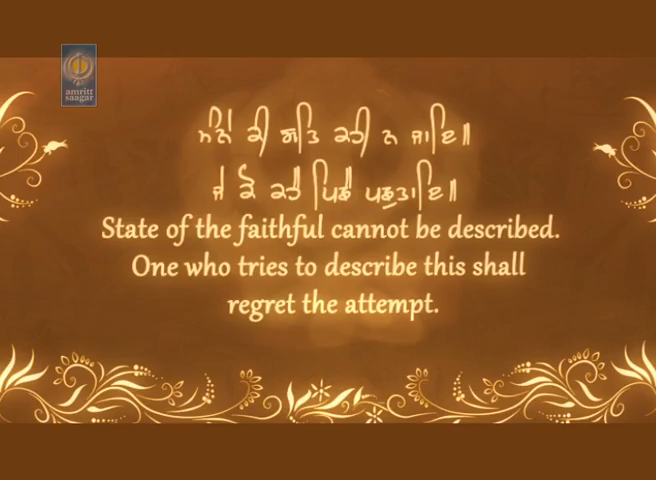 amritt
saagar
ਮੰਨੇ ਕੀ ਗਤਿ ਕਹੀ ਨ ਜਾਇ॥
ਜੇ ਕੋ ਕਹੈ ਪਿਛੈ ਪਛੁਤਾਇ॥
State of the faithful cannot be described.
One who tries to describe this shall
regret the attempt.